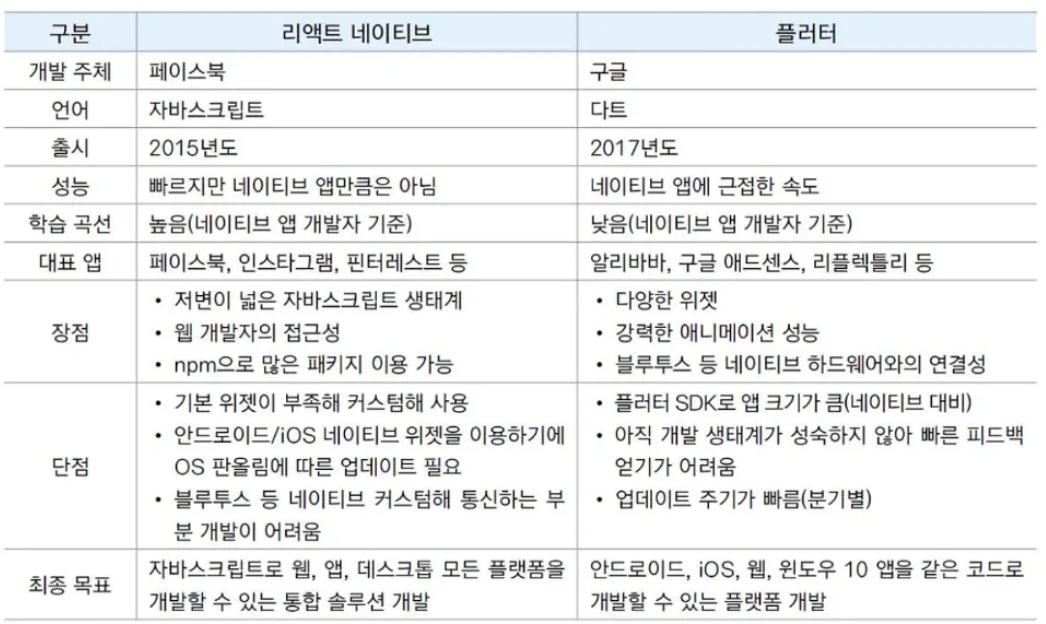 구분 리액트 네이티브 플러터
개발 주체 페이스북 구글
언어 자바스크립트 다트
출시 2015년도 2017년도
성능 빠르지만 네이티브 앱만큼은 아님 네이티브 앱에 근접한 속도
학습 곡선 높음(네이티브 앱 개발자 기준) 낮음(네이티브 앱 개발자 기준)
대표 앱 페이스북, 인스타그램, 핀터레스트 등 알리바바, 구글 애드센스, 리플렉틀리 등
장점
• 저변이 넓은 자바스크립트 생태계
• 웹 개발자의 접근성
• npm으로 많은 패키지 이용 가능
• 다양한 위젯
• 강력한 애니메이션 성능
• 블루투스 등 네이티브 하드웨어와의 연결성
단점
• 기본 위젯이 부족해 커스텀해 사용
• 안드로이드/iOS 네이티브 위젯을 이용하기에
OS 판올림에 따른 업데이트 필요
• 블루투스 등 네이티브 커스텀해 통신하는 부
분 개발이 어려움
• 플러터 SDK로 앱 크기가 큼(네이티브 대비)
• 아직 개발 생태계가 성숙하지 않아 빠른 피드백
얻기가 어려움
• 업데이트 주기가 빠름(분기별)
최종 목표
자바스크립트로 웹, 앱, 데스크톱 모든 플랫폼을
개발할 수 있는 통합 솔루션 개발
안드로이드, iOS, 웹, 윈도우 10 앱을 같은 코드로
개발할 수 있는 플랫폼 개발